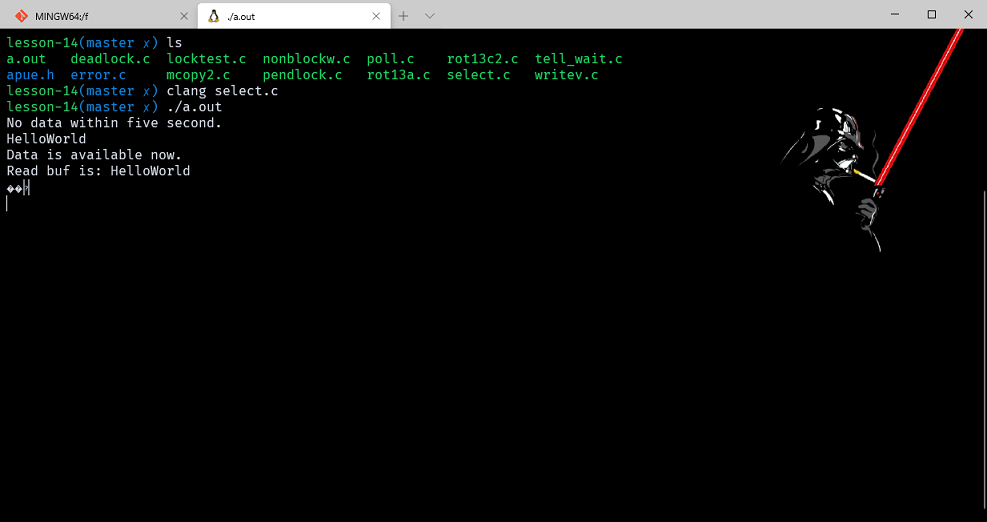 MINGW64:/f
./a.out
lesson-14(master ✗) ls
a.out deadlock.c locktest.c nonblockw.c poll.c rot13c2.c tell_wait.c
apue.h error.c mcopy2.c pendlock.c rot13a.c select.c writev.c
lesson-14(master ✗) clang select.c
lesson-14(master ✗) ./a.out
No data within five second.
HelloWorld
Data is available now.
Read buf is: HelloWorld
��